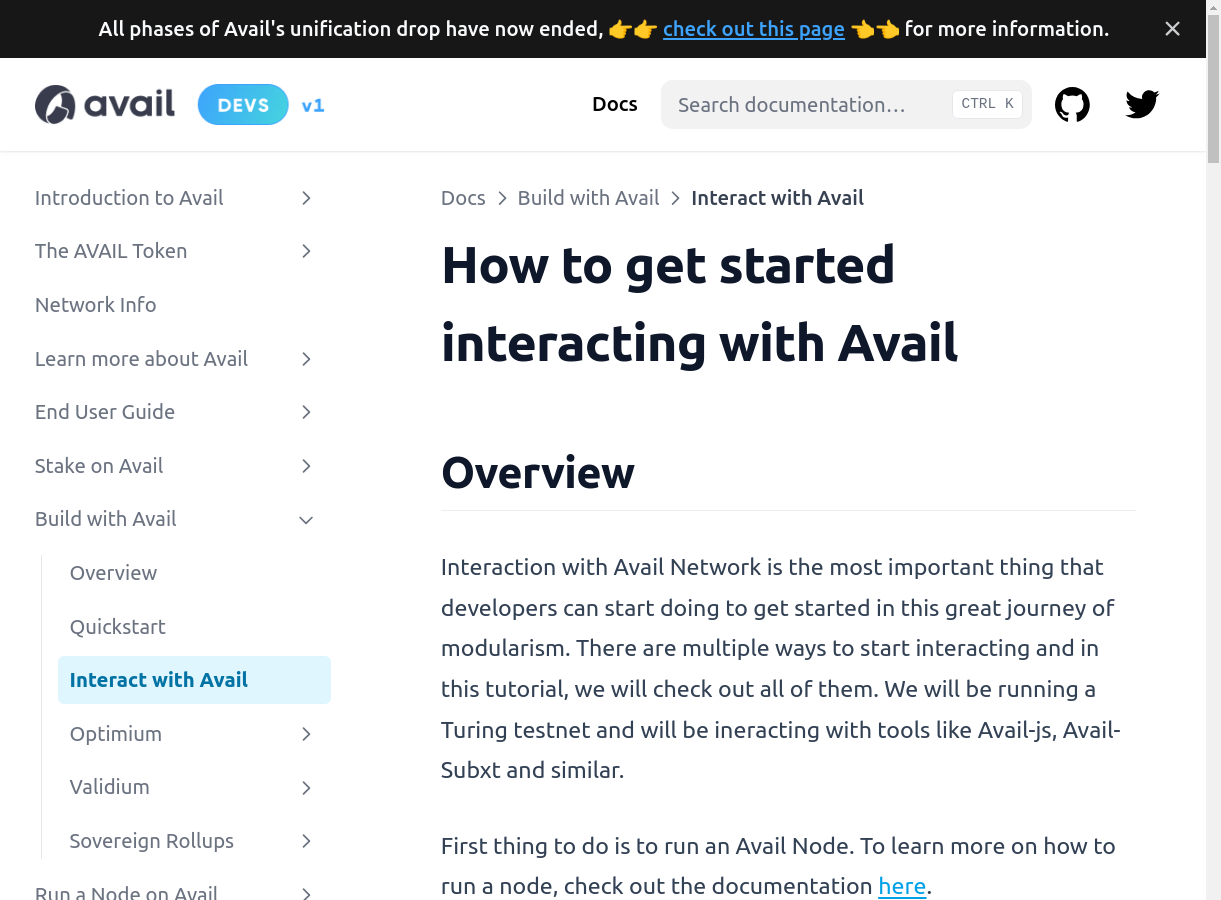 All phases of Avail's unification drop have now ended, 👉👉 check out this page 👈👈 for more information.
avail DEVS v1
Docs
Search documentation…
CTRL K
Introduction to Avail
The AVAIL Token
Network Info
Learn more about Avail
End User Guide
Stake on Avail
Build with Avail
Overview
Quickstart
Interact with Avail
Optimium
Validium
Sovereign Rollups
Run a Node on Avail
Docs > Build with Avail > Interact with Avail
How to get started
interacting with Avail
Overview
Interaction with Avail Network is the most important thing that
developers can start doing to get started in this great journey of
modularism. There are multiple ways to start interacting and in
this tutorial, we will check out all of them. We will be running a
Turing testnet and will be ineracting with tools like Avail-js, Avail-
Subxt and similar.
First thing to do is to run an Avail Node. To learn more on how to
run a node, check out the documentation here.